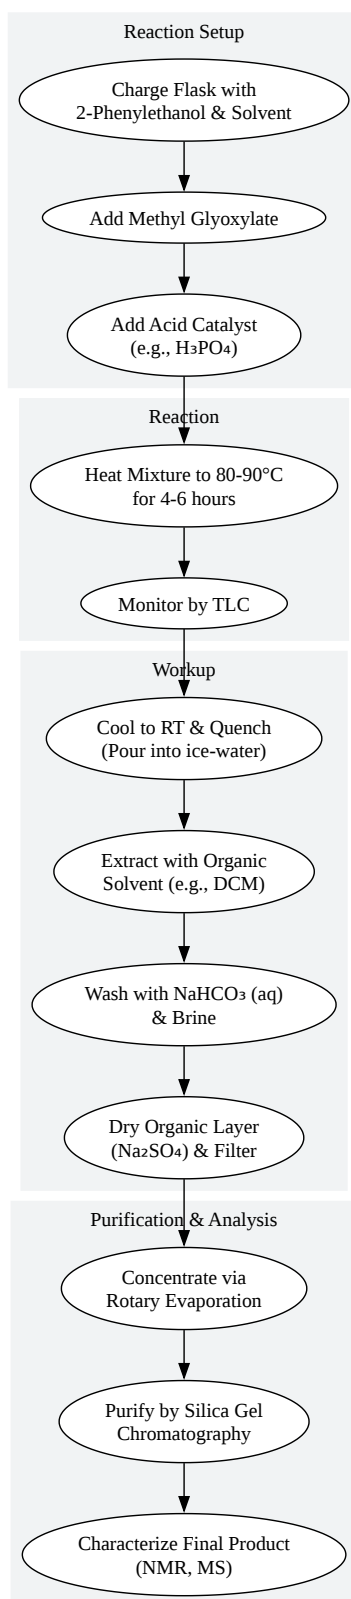 Reaction Setup
Charge Flask with
2-Phenylethanol & Solvent
Add Methyl Glyoxylate
Add Acid Catalyst
(e.g., H₃PO₄)
Reaction
Heat Mixture to 80-90°C
for 4-6 hours
Monitor by TLC
Workup
Cool to RT & Quench
(Pour into ice-water)
Extract with Organic
Solvent (e.g., DCM)
Wash with NaHCO₃ (aq)
& Brine
Dry Organic Layer
(Na₂SO₄) & Filter
Purification & Analysis
Concentrate via
Rotary Evaporation
Purify by Silica Gel
Chromatography
Characterize Final Product
(NMR, MS)